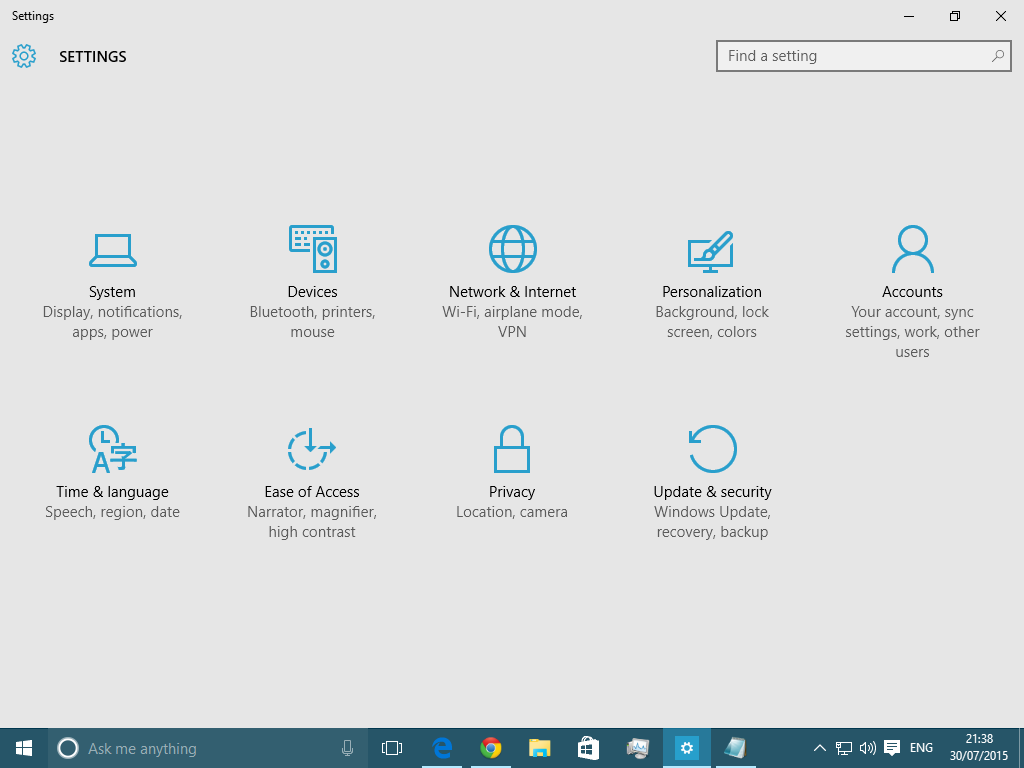 Settings
SETTINGS
Find a setting
System
Display, notifications,
apps, power
Devices
Bluetooth, printers,
mouse
Network & Internet
Wi-Fi, airplane mode,
VPN
Personalization
Background, lock
screen, colors
Accounts
Your account, sync
settings, work, other
users
A字
Time & language
Speech, region, date
Ease of Access
Narrator, magnifier,
high contrast
Privacy
Location, camera
Update & security
Windows Update,
recovery, backup
Ask me anything
ENG
21:38
30/07/2015